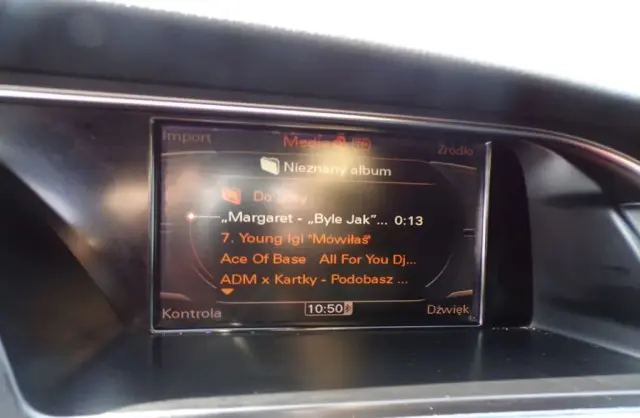 Import
Media
Źródło
Nieznany album
Do
„Margaret - „Byle Jak”... 0:13
7. Young Igi "Mówiłaś"
Ace Of Base All For You Dj...
ADM x Kartky - Podobasz ...
Kontrola
10:50
Dźwięk